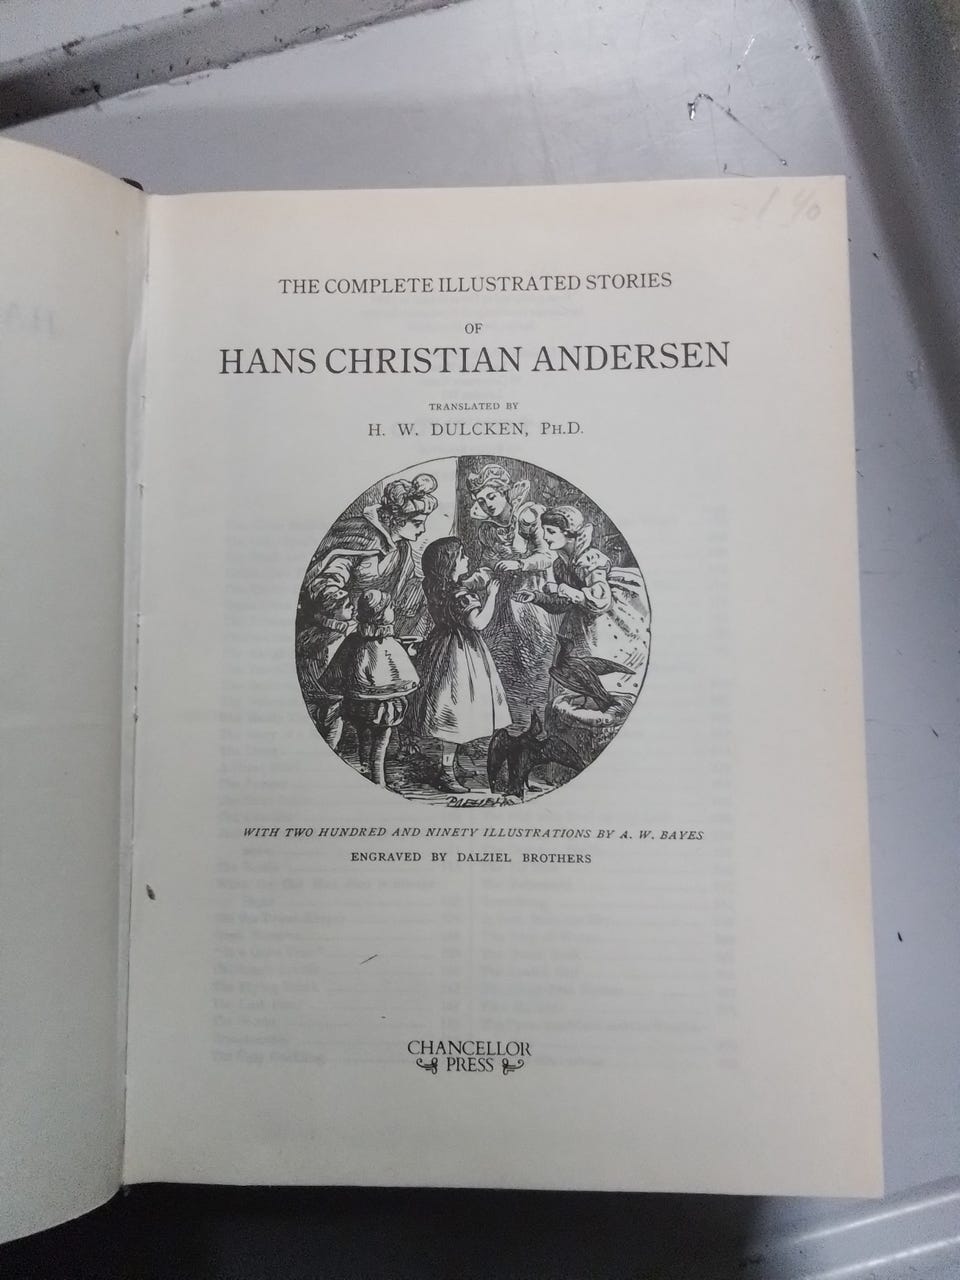 THE COMPLETE ILLUSTRATED STORIES
OF
HANS CHRISTIAN ANDERSEN
TRANSLATED BY
H. W. DULCKEN, PH.D.
DALZIEL
WITH TWO HUNDRED AND NINETY ILLUSTRATIONS BY A. W. BAYES
ENGRAVED BY DALZIEL BROTHERS
CHANCELLOR
PRESS